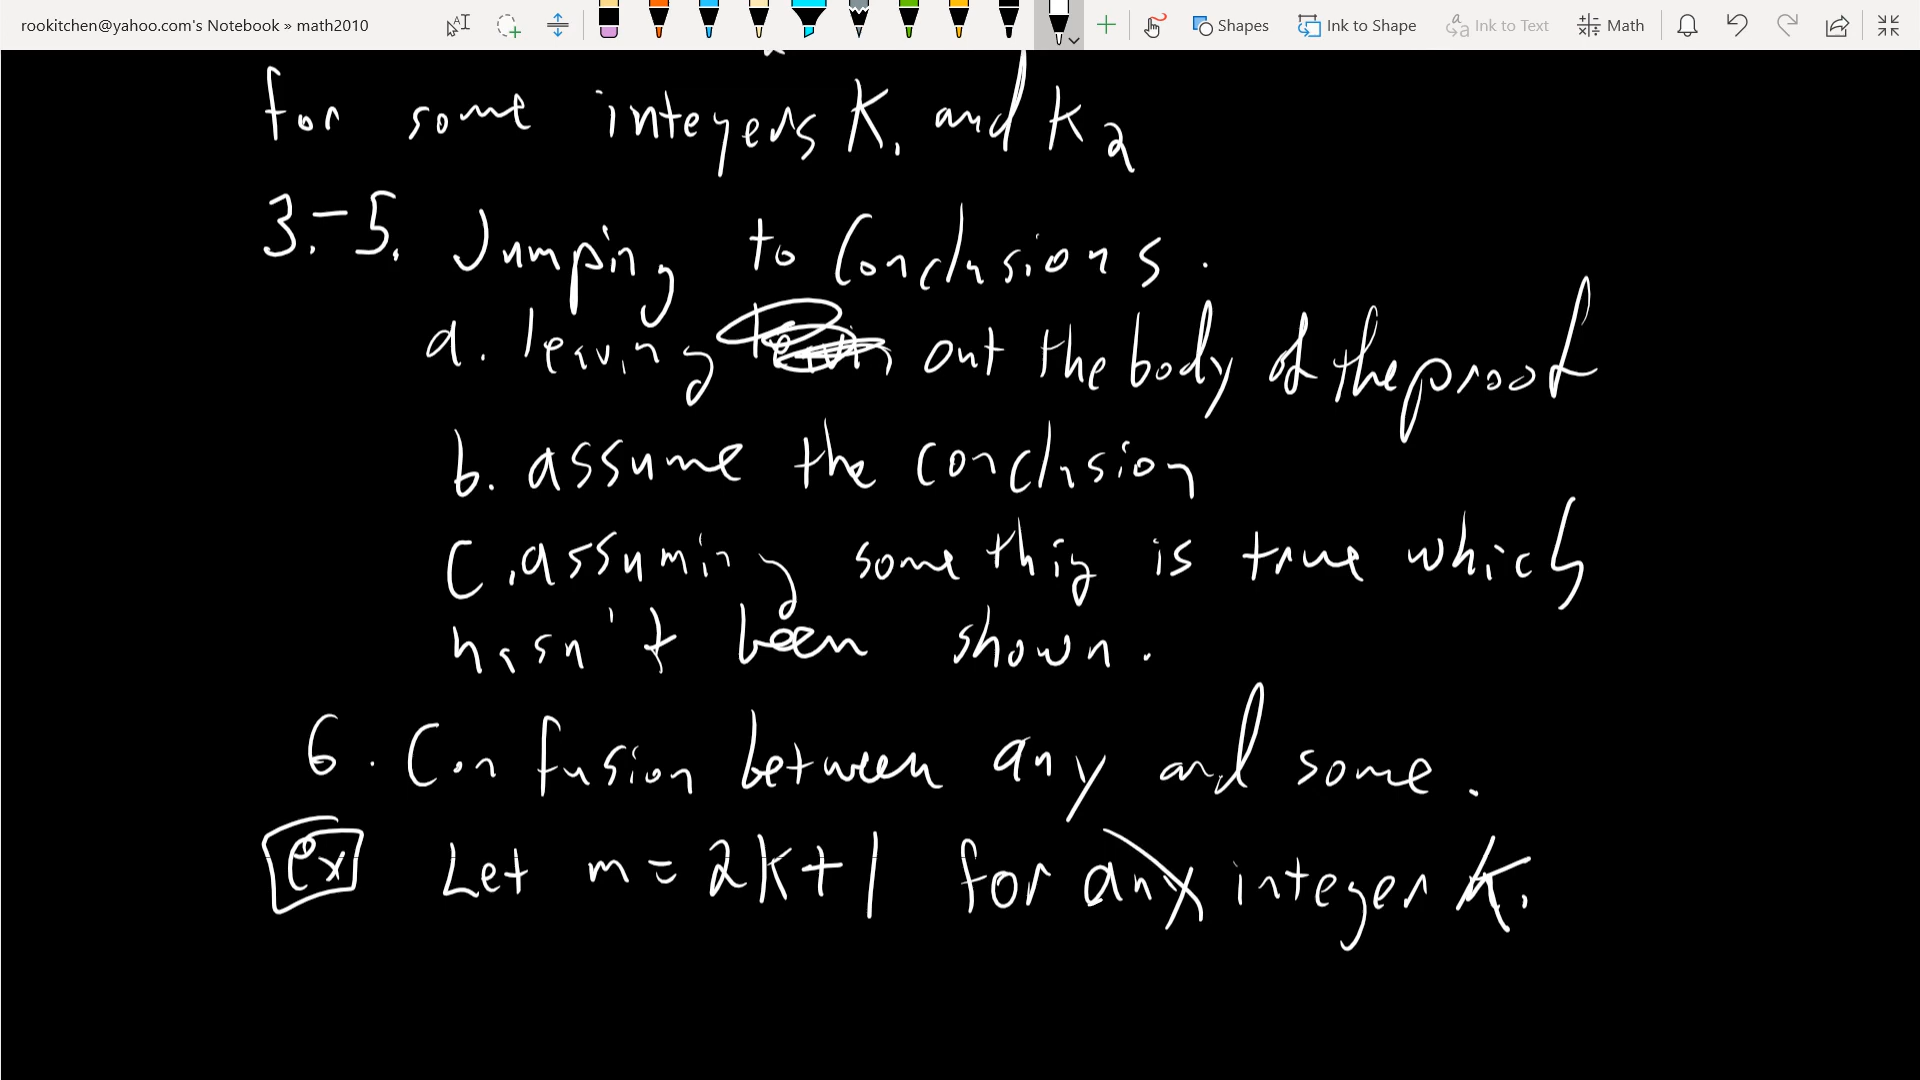 rookitchen@yahoo.com's Notebook » math2010
Shapes Ink to Shape Ink to Text Math
for some integers K1 and K2
3.-5. Jumping to Conclusions.
a. leaving out the body of the proof
b. assume the conclusion
C. assuming somethig is true which
hasn't been shown.
6. Confusion between any and some.
ex Let m = 2K+1 for any integer K.